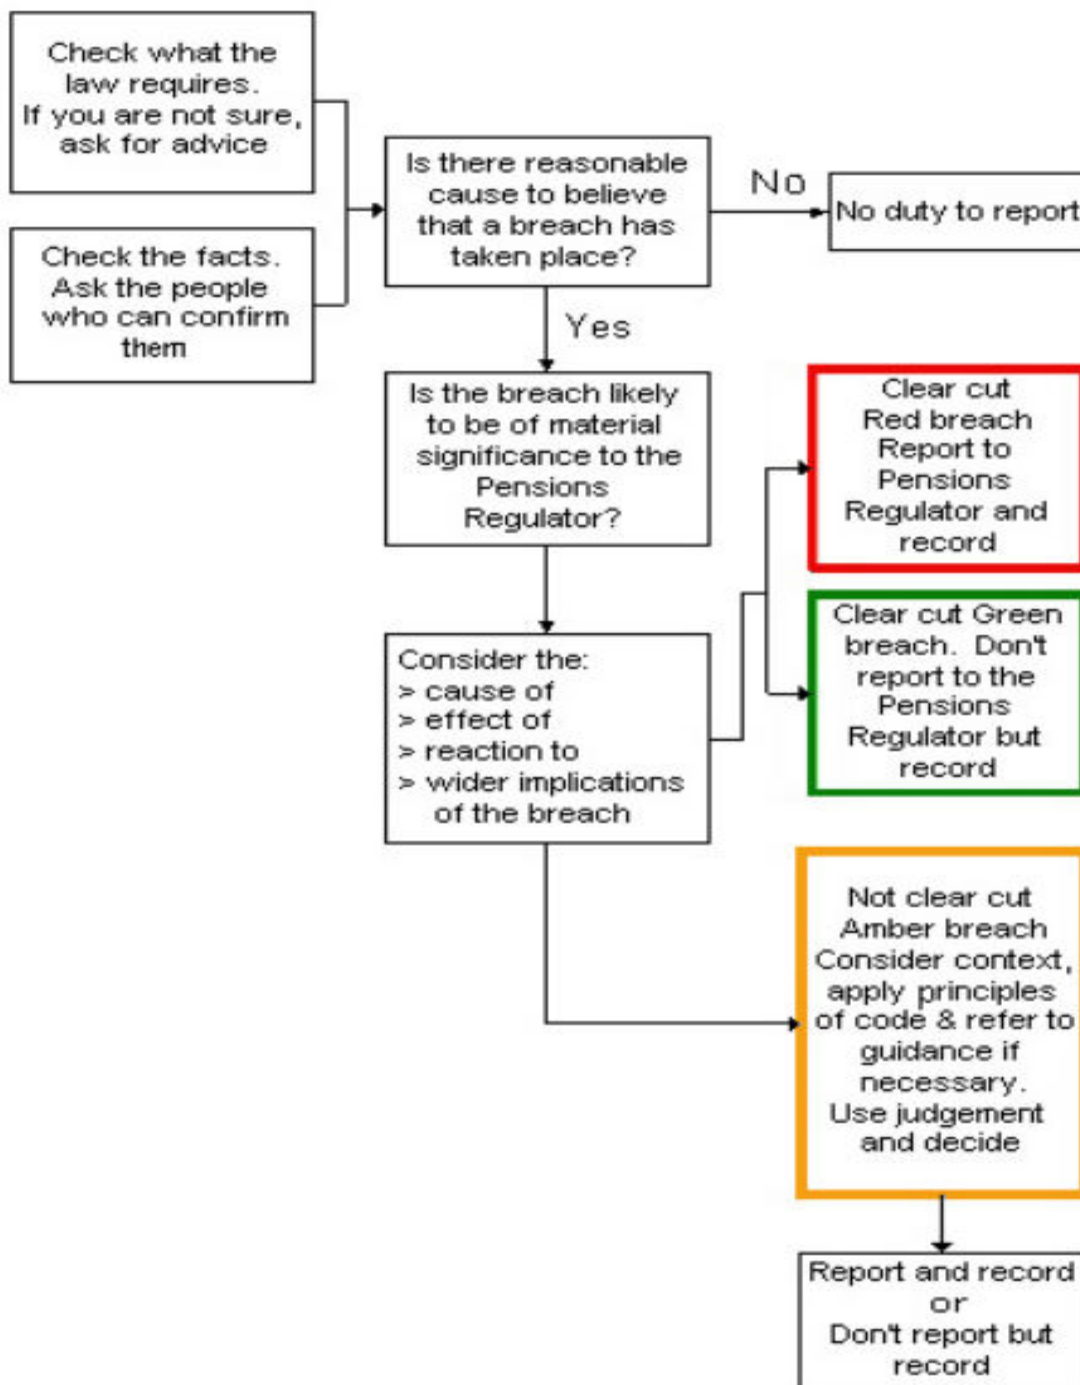 Check what the
law requires.
If you are not sure,
ask for advice
Check the facts.
Ask the people
who can confirm
them
Is there reasonable
cause to believe
that a breach has
taken place?
No
No duty to report
Yes
Is the breach likely
to be of material
significance to the
Pensions
Regulator?
Consider the:
> cause of
> effect of
> reaction to
> wider implications
of the breach
Clear cut
Red breach
Report to
Pensions
Regulator and
record
Clear cut Green
breach. Don't
report to the
Pensions
Regulator but
record
Not clear cut
Amber breach
Consider context,
apply principles
of code & refer to
guidance if
necessary.
Use judgement
and decide
Report and record
or
Don't report but
record